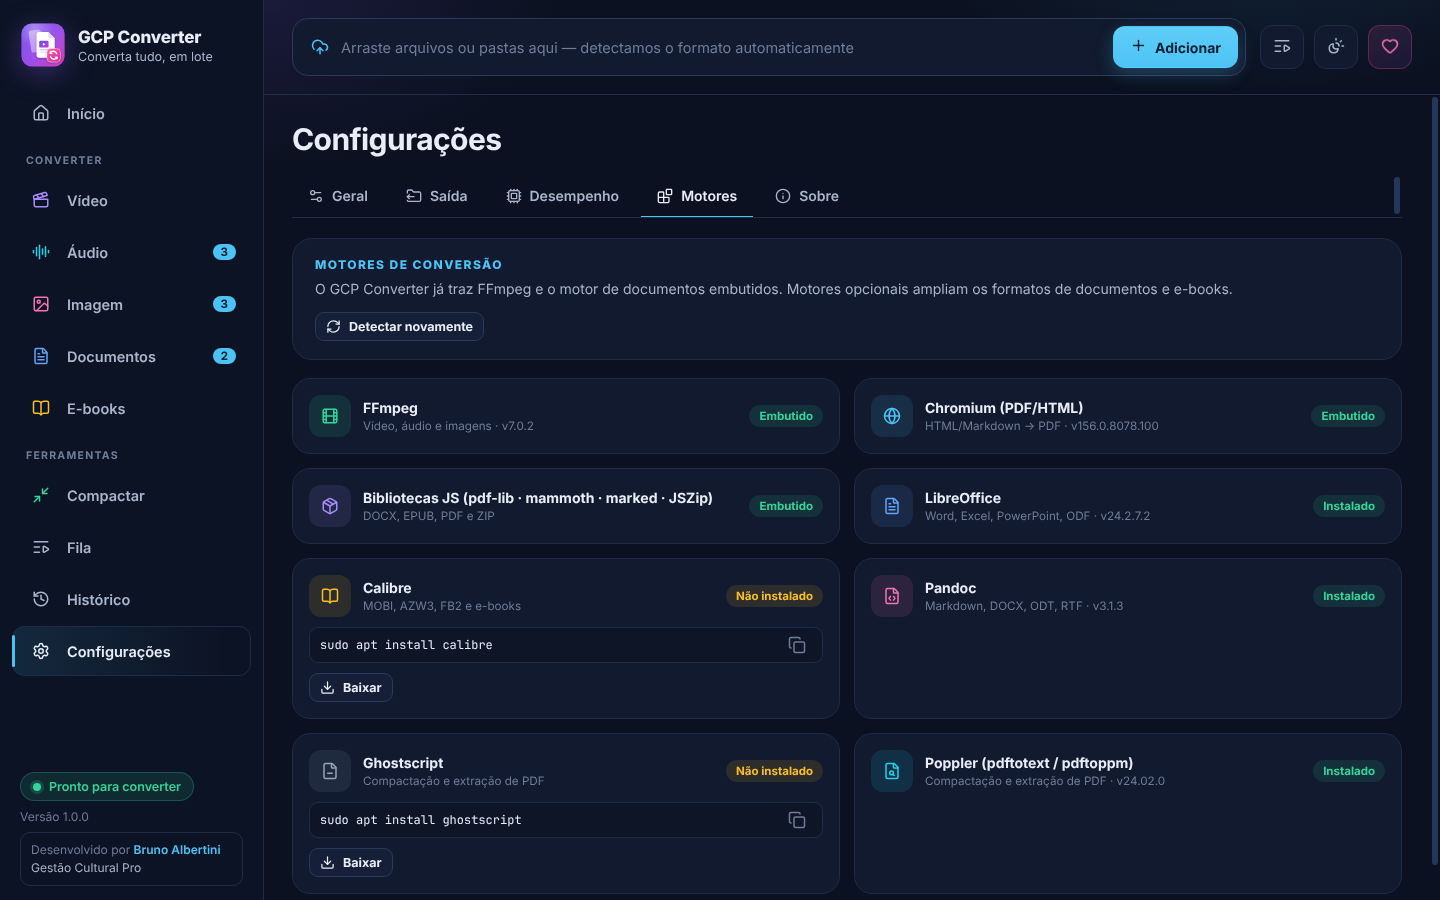 GCP Converter
Converta tudo, em lote
Início
CONVERTER
Vídeo
Áudio 3
Imagem 3
Documentos 2
E-books
FERRAMENTAS
Compactar
Fila
Histórico
Configurações
Pronto para converter
Versão 1.0.0
Desenvolvido por Bruno Albertini
Gestão Cultural Pro
Arraste arquivos ou pastas aqui — detectamos o formato automaticamente
Adicionar
Configurações
Geral Saída Desempenho Motores Sobre
MOTORES DE CONVERSÃO
O GCP Converter já traz FFmpeg e o motor de documentos embutidos. Motores opcionais ampliam os formatos de documentos e e-books.
Detectar novamente
FFmpeg
Vídeo, áudio e imagens · v7.0.2
Embutido
Chromium (PDF/HTML)
HTML/Markdown → PDF · v156.0.8078.100
Embutido
Bibliotecas JS (pdf-lib · mammoth · marked · JSZip)
DOCX, EPUB, PDF e ZIP
Embutido
LibreOffice
Word, Excel, PowerPoint, ODF · v24.2.7.2
Instalado
Calibre
MOBI, AZW3, FB2 e e-books
Não instalado
sudo apt install calibre
Baixar
Pandoc
Markdown, DOCX, ODT, RTF · v3.1.3
Instalado
Ghostscript
Compactação e extração de PDF
Não instalado
sudo apt install ghostscript
Baixar
Poppler (pdftotext / pdftoppm)
Compactação e extração de PDF · v24.02.0
Instalado